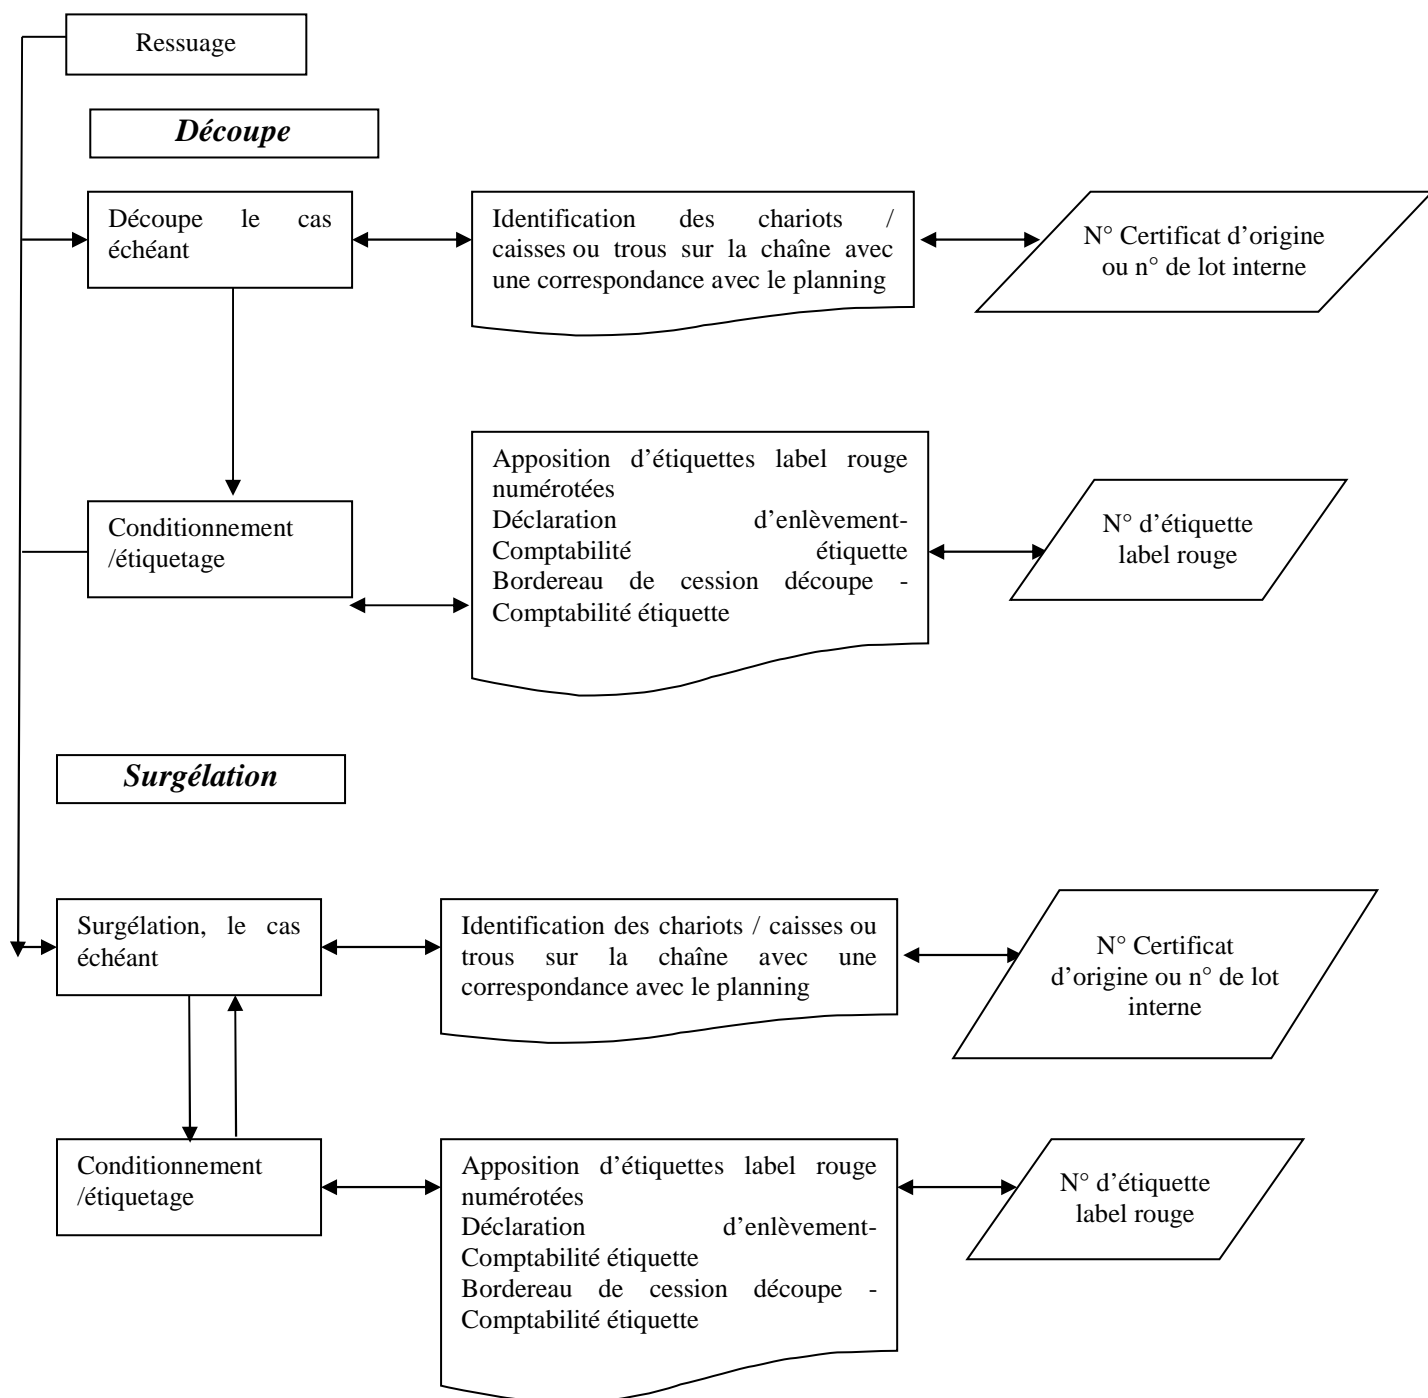 Ressuage
Découpe
Découpe le cas
échéant
Identification des chariots /
caisses ou trous sur la chaîne avec
une correspondance avec le planning
N° Certificat d'origine
ou n° de lot interne
Conditionnement
/étiquetage
Apposition d'étiquettes label rouge
numérotées
Déclaration d'enlèvement-
Comptabilité étiquette
Bordereau de cession découpe -
Comptabilité étiquette
N° d'étiquette
label rouge
Surgélation
Surgélation, le cas
échéant
Identification des chariots / caisses ou
trous sur la chaîne avec une
correspondance avec le planning
N° Certificat
d'origine ou n° de lot
interne
Conditionnement
/étiquetage
Apposition d'étiquettes label rouge
numérotées
Déclaration d'enlèvement-
Comptabilité étiquette
Bordereau de cession découpe -
Comptabilité étiquette
N° d'étiquette
label rouge